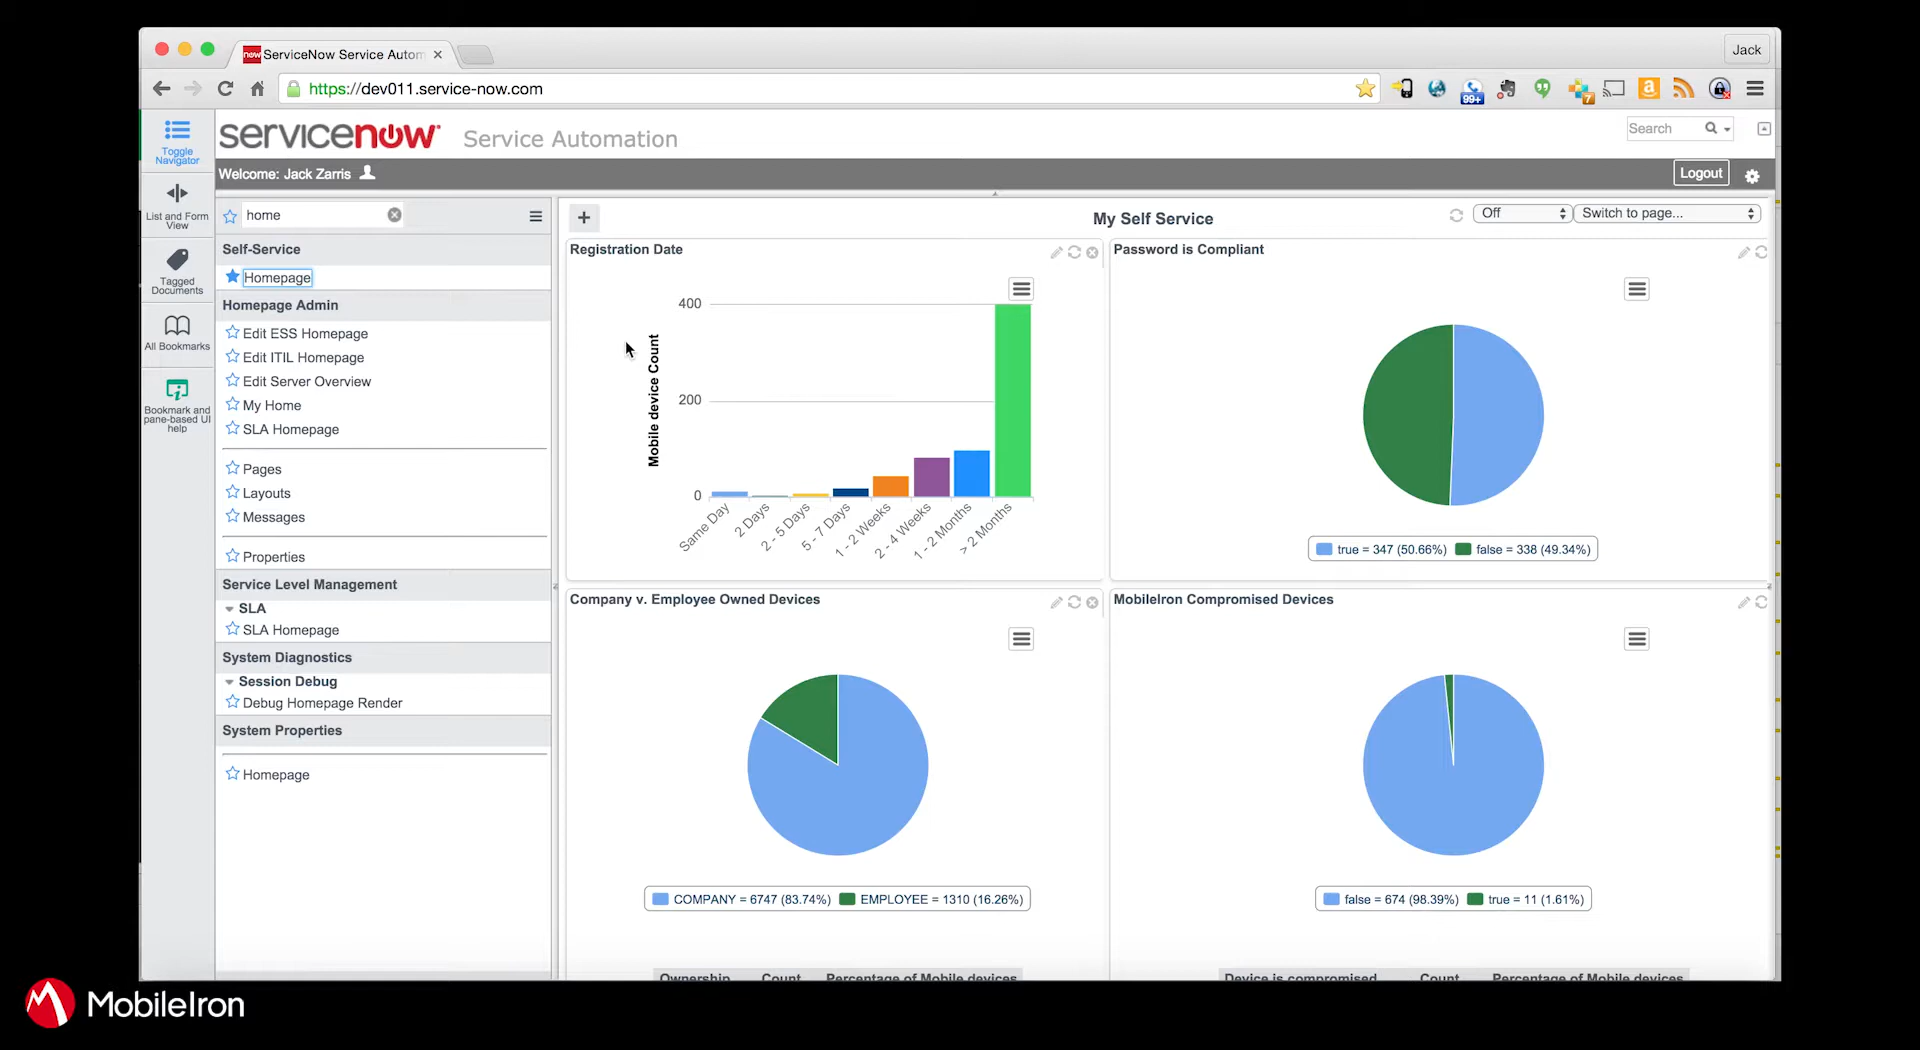 now ServiceNow Service Autom
Jack
https://dev011.service-now.com
99+
a
7
Toggle
Navigator
servicenow Service Automation
Search
Welcome: Jack Zarris
Logout
List and Form
View
Tagged
Documents
All Bookmarks
Bookmark and
pane-based UI
help
home
Self-Service
Homepage
Homepage Admin
Edit ESS Homepage
Edit ITIL Homepage
Edit Server Overview
My Home
SLA Homepage
Pages
Layouts
Messages
Properties
Service Level Management
SLA
SLA Homepage
System Diagnostics
Session Debug
Debug Homepage Render
System Properties
Homepage
+
My Self Service
Off
Switch to page...
Registration Date
400
200
0
Mobile device Count
Same Day
2 Days
2 - 5 Days
5 - 7 Days
1 - 2 Weeks
2 - 4 Weeks
1 - 2 Months
> 2 Months
Password is Compliant
true = 347 (50.66%) false = 338 (49.34%)
Company v. Employee Owned Devices
COMPANY = 6747 (83.74%) EMPLOYEE = 1310 (16.26%)
Ownership Count Percentage of Mobile devices
MobileIron Compromised Devices
false = 674 (98.39%) true = 11 (1.61%)
Device is compromised Count Percentage of Mobile devices
MobileIron